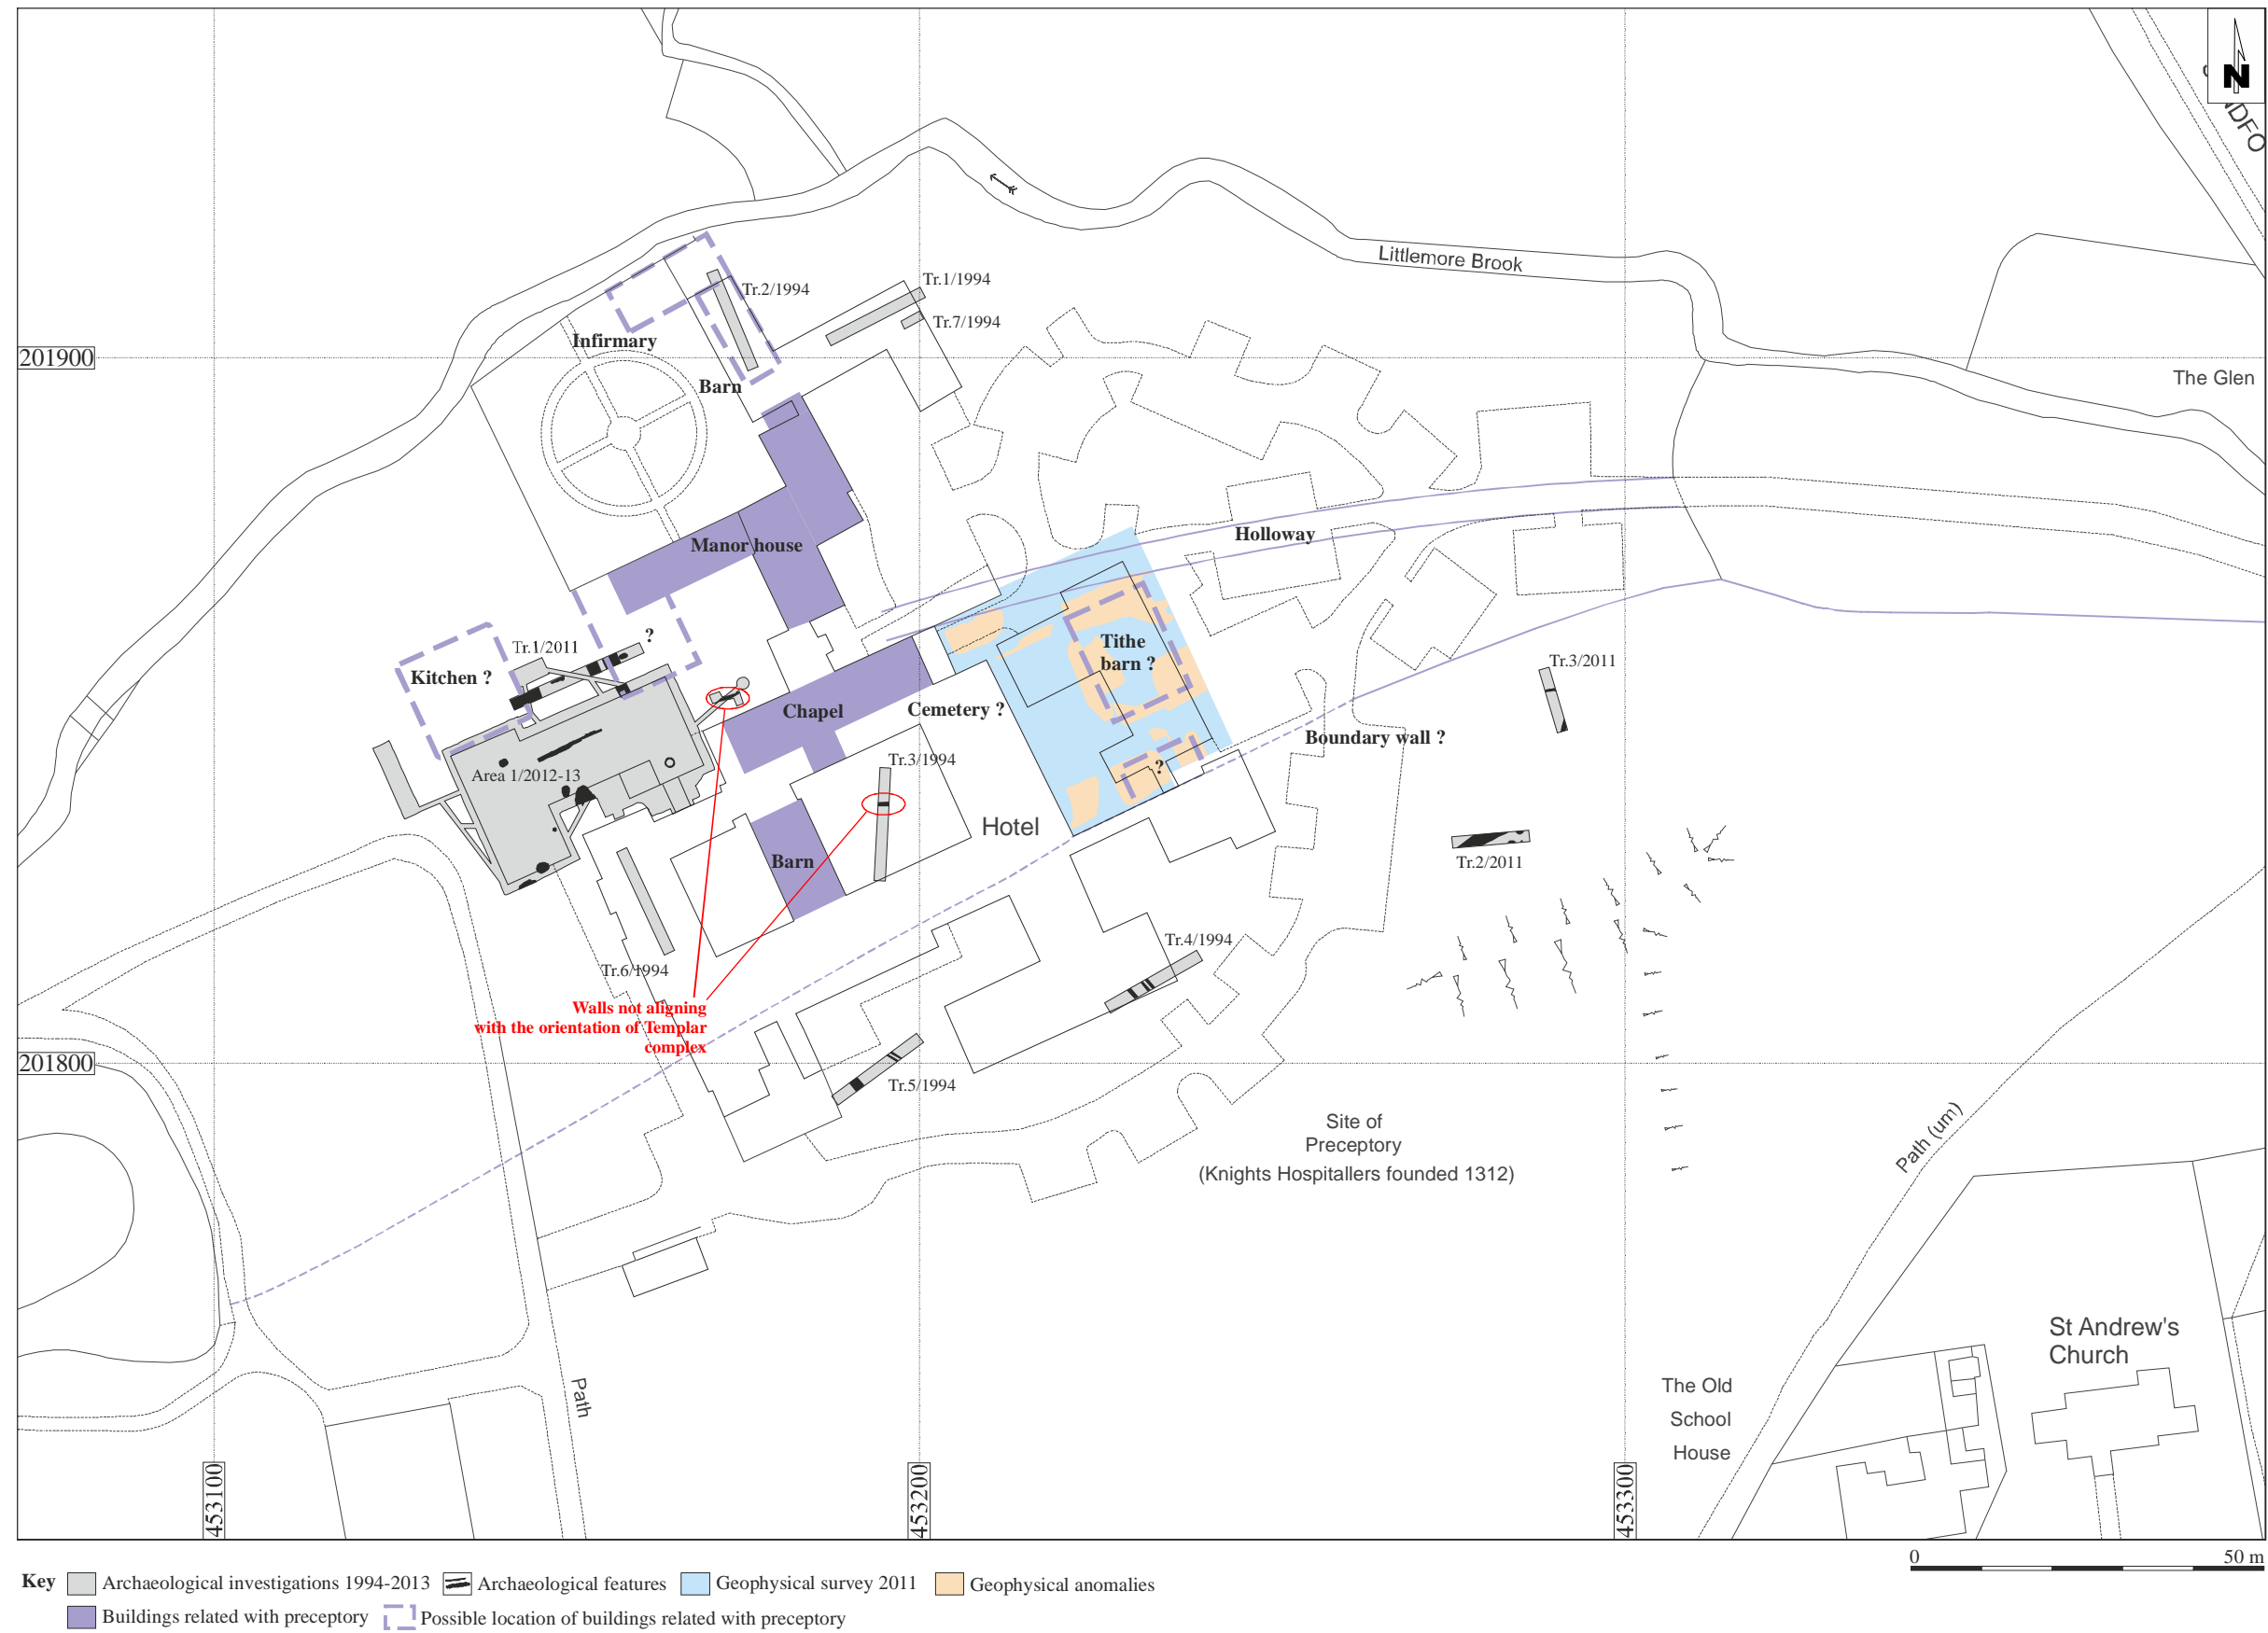 N
NDFO
Littlemore Brook
Tr.1/1994
Tr.2/1994
Tr.7/1994
Infirmary
201900
The Glen
Barn
Manor house
Holloway
Tr.1/2011
?
Kitchen ?
Tithe
barn ?
Tr.3/2011
Chapel
Cemetery ?
Boundary wall ?
Tr.3/1994
?
Area 1/2012-13
Hotel
Barn
Tr.2/2011
Tr.4/1994
Tr.6/1994
Walls not aligning
with the orientation of Templar
complex
201800
Tr.5/1994
Site of
Preceptory
(Knights Hospitallers founded 1312)
Path (um)
St Andrew's
Church
The Old
School
House
Path
453100
453200
453300
0 50 m
Key Archaeological investigations 1994-2013 Archaeological features Geophysical survey 2011 Geophysical anomalies
Buildings related with preceptory Possible location of buildings related with preceptory